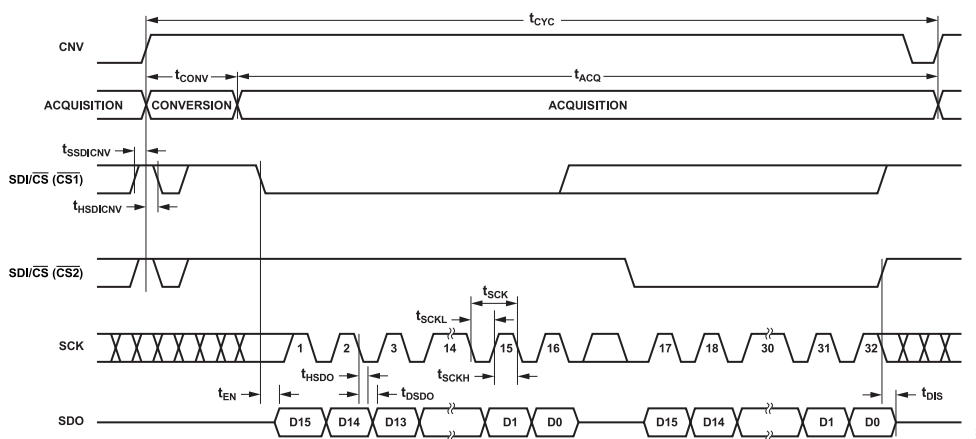 tCYC
CNV
tCONV
tACQ
ACQUISITION
CONVERSION
ACQUISITION
tSSDICNV
SDI/CS (CS1)
tHSDICNV
SDI/CS (CS2)
tSCK
tSCKL
SCK
1
2
3
14
15
16
17
18
30
31
32
tHSDO
tSCKH
tEN
tDSDO
tDIS
SDO
D15
D14
D13
D1
D0
D15
D14
D1
D0